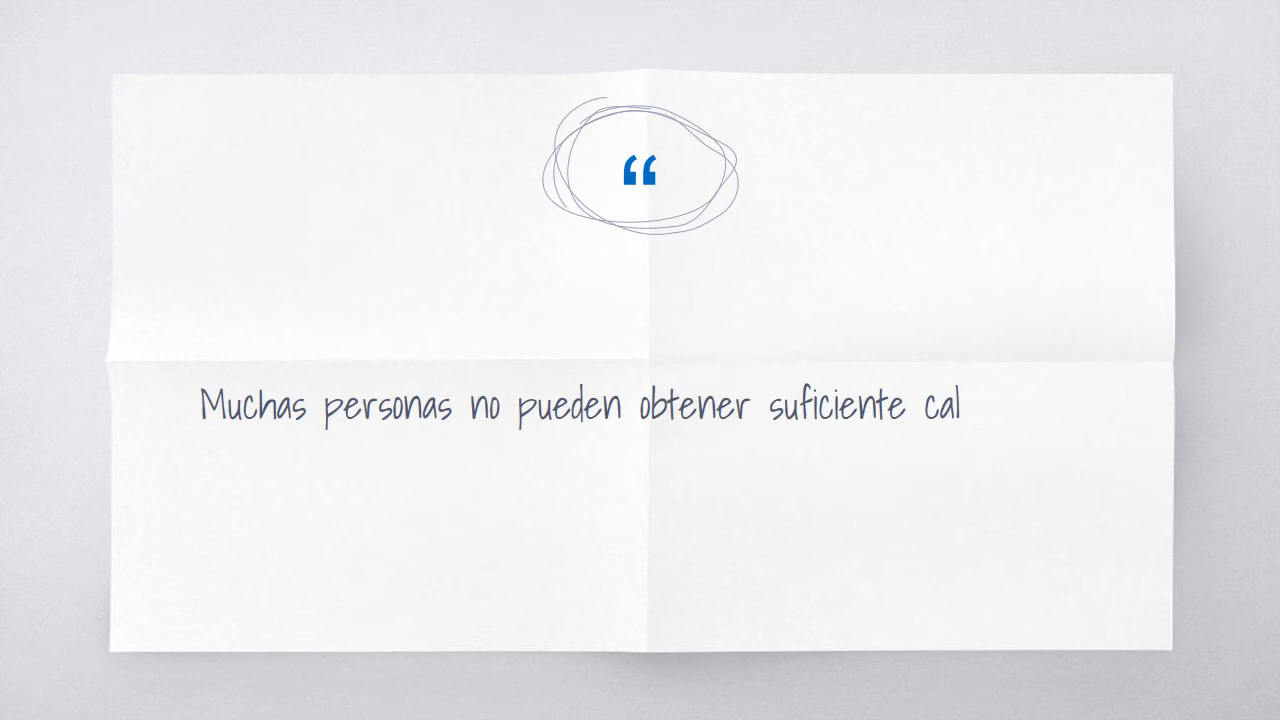 “
Muchas personas no pueden obtener suficiente cal